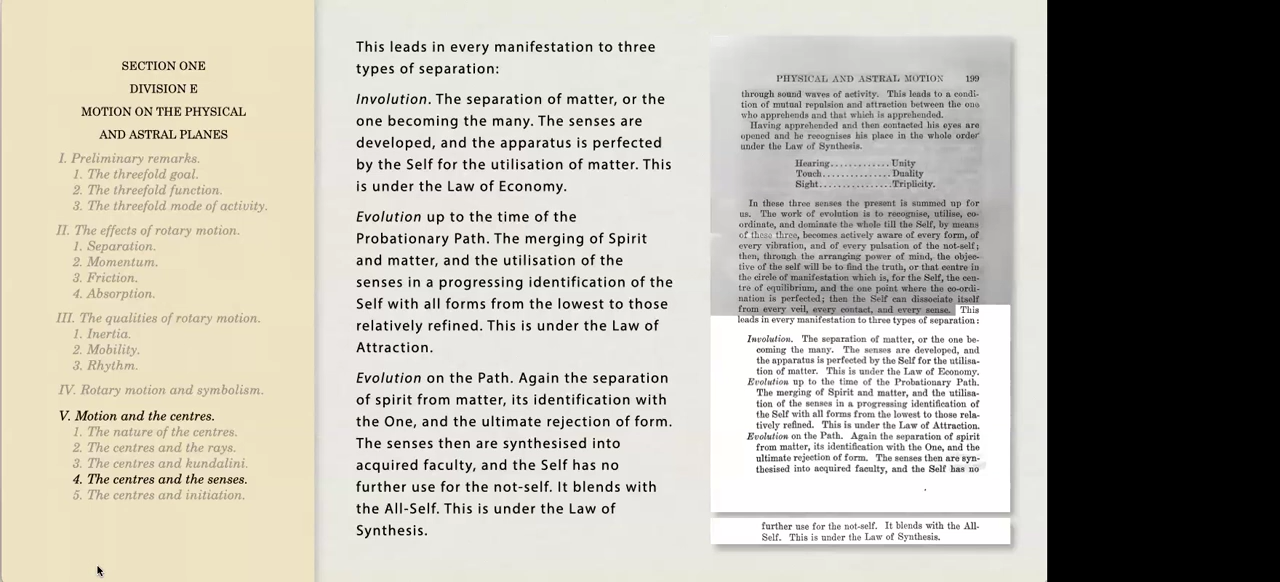 SECTION ONE
DIVISION E
MOTION ON THE PHYSICAL
AND ASTRAL PLANES
I. Preliminary remarks.
1. The threefold goal.
2. The threefold function.
3. The threefold mode of activity.
II. The effects of rotary motion.
1. Separation.
2. Momentum.
3. Friction.
4. Absorption.
III. The qualities of rotary motion.
1. Inertia.
2. Mobility.
3. Rhythm.
IV. Rotary motion and symbolism.
V. Motion and the centres.
1. The nature of the centres.
2. The centres and the rays.
3. The centres and kundalini.
4. The centres and the senses.
5. The centres and initiation.
This leads in every manifestation to three
types of separation:
Involution. The separation of matter, or the
one becoming the many. The senses are
developed, and the apparatus is perfected
by the Self for the utilisation of matter. This
is under the Law of Economy.
Evolution up to the time of the
Probationary Path. The merging of Spirit
and matter, and the utilisation of the
senses in a progressing identification of the
Self with all forms from the lowest to those
relatively refined. This is under the Law of
Attraction.
Evolution on the Path. Again the separation
of spirit from matter, its identification with
the One, and the ultimate rejection of form.
The senses then are synthesised into
acquired faculty, and the Self has no
further use for the not-self. It blends with
the All-Self. This is under the Law of
Synthesis.
PHYSICAL AND ASTRAL MOTION 199
through sound waves of activity. This leads to a condi-
tion of mutual repulsion and attraction between the one
who apprehends and that which is apprehended.
Having apprehended and then contacted his eyes are
opened and he recognises his place in the whole order
under the Law of Synthesis.
Hearing............. Unity
Touch.............. Duality
Sight............... Triplicity.
In these three senses the present is summed up for
us. The work of evolution is to recognise, utilise, co-
ordinate, and dominate the whole till the Self, by means
of these three, becomes actively aware of every form, of
every vibration, and of every pulsation of the not-self;
then, through the arranging power of mind, the objec-
tive of the self will be to find the truth, or that centre in
the circle of manifestation which is, for the Self, the cen-
tre of equilibrium, and the one point where the co-ordi-
nation is perfected; then the Self can dissociate itself
from every veil, every contact, and every sense. This
leads in every manifestation to three types of separation:
Involution. The separation of matter, or the one be-
coming the many. The senses are developed, and
the apparatus is perfected by the Self for the utilisa-
tion of matter. This is under the Law of Economy.
Evolution up to the time of the Probationary Path.
The merging of Spirit and matter, and the utilisa-
tion of the senses in a progressing identification of
the Self with all forms from the lowest to those rela-
tively refined. This is under the Law of Attraction.
Evolution on the Path. Again the separation of spirit
from matter, its identification with the One, and the
ultimate rejection of form. The senses then are syn-
thesised into acquired faculty, and the Self has no
further use for the not-self. It blends with the All-
Self. This is under the Law of Synthesis.